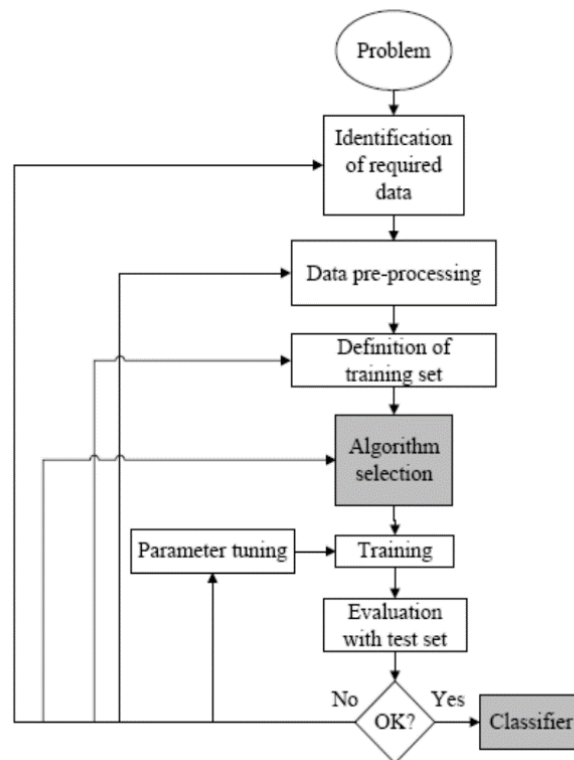 Problem
Identification
of required
data
Data pre-processing
Definition of
training set
Algorithm
selection
Parameter tuning
Training
Evaluation
with test set
No
OK?
Yes
Classifier